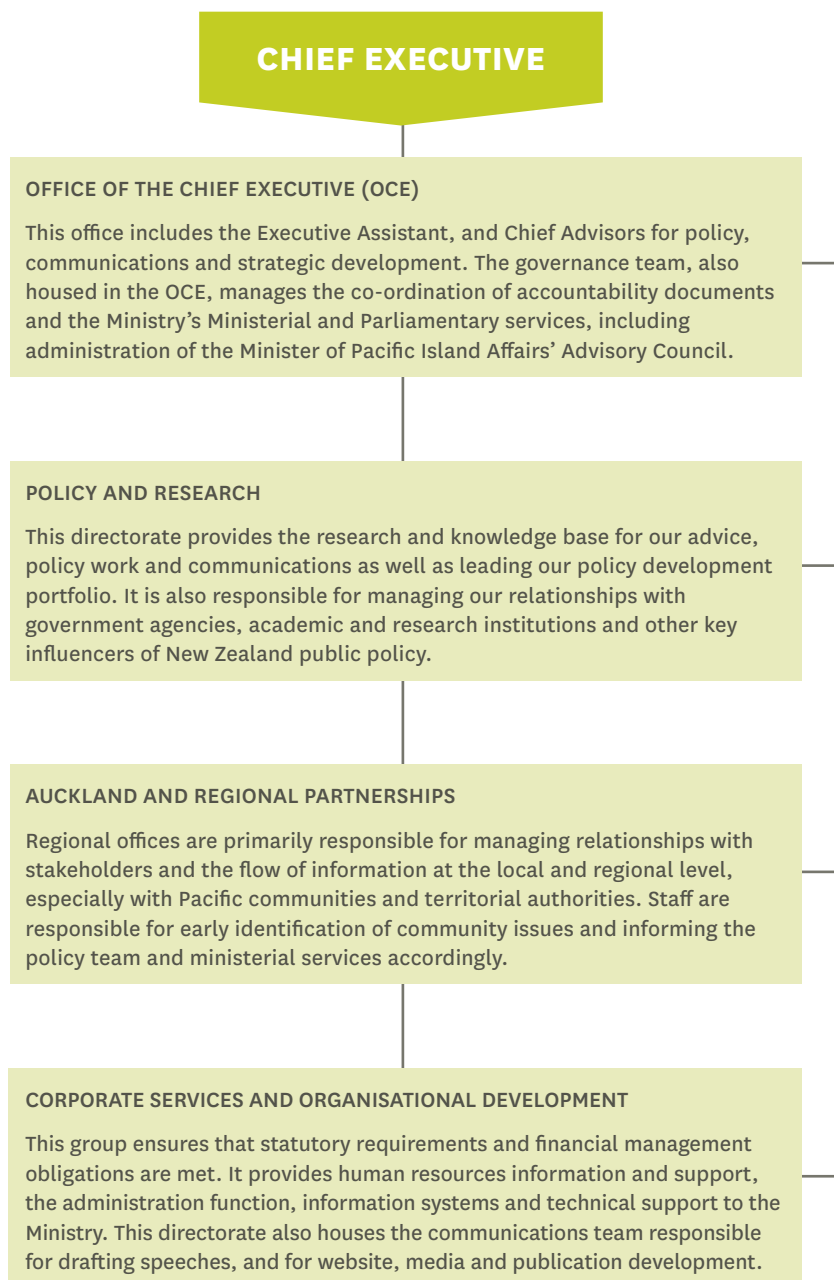 CHIEF EXECUTIVE
OFFICE OF THE CHIEF EXECUTIVE (OCE)
This office includes the Executive Assistant, and Chief Advisors for policy,
communications and strategic development. The governance team, also
housed in the OCE, manages the co-ordination of accountability documents
and the Ministry’s Ministerial and Parliamentary services, including
administration of the Minister of Pacific Island Affairs’ Advisory Council.
POLICY AND RESEARCH
This directorate provides the research and knowledge base for our advice,
policy work and communications as well as leading our policy development
portfolio. It is also responsible for managing our relationships with
government agencies, academic and research institutions and other key
influencers of New Zealand public policy.
AUCKLAND AND REGIONAL PARTNERSHIPS
Regional offices are primarily responsible for managing relationships with
stakeholders and the flow of information at the local and regional level,
especially with Pacific communities and territorial authorities. Staff are
responsible for early identification of community issues and informing the
policy team and ministerial services accordingly.
CORPORATE SERVICES AND ORGANISATIONAL DEVELOPMENT
This group ensures that statutory requirements and financial management
obligations are met. It provides human resources information and support,
the administration function, information systems and technical support to the
Ministry. This directorate also houses the communications team responsible
for drafting speeches, and for website, media and publication development.